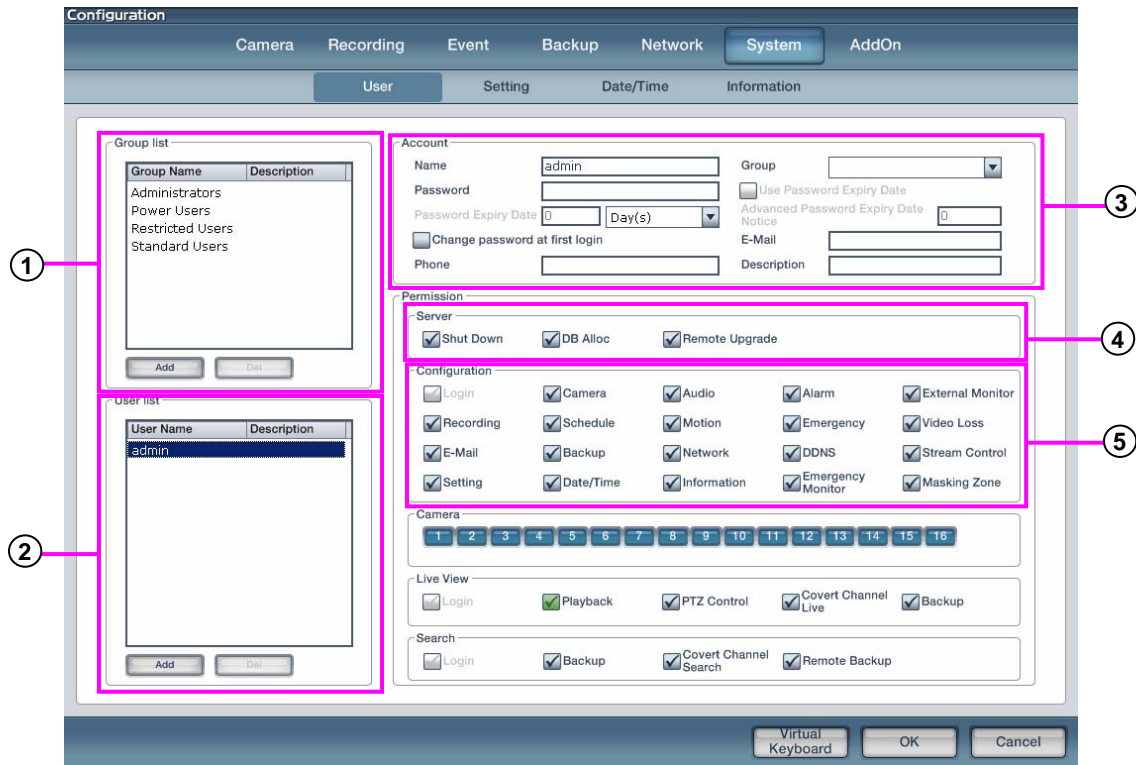 Configuration
Camera Recording Event Backup Network System AddOn
User Setting Date/Time Information
Group list
Group Name Description
Administrators
Power Users
Restricted Users
Standard Users
Add Del
1
User list
User Name Description
admin
Add Del
2
Account
Name admin Group
Password Use Password Expiry Date
Password Expiry Date 0 Day(s) Advanced Password Expiry Date Notice 0
Change password at first login E-Mail
Phone Description
3
Permission
Server
Shut Down DB Alloc Remote Upgrade
4
Configuration
Login Camera Audio Alarm External Monitor
Recording Schedule Motion Emergency Video Loss
E-Mail Backup Network DDNS Stream Control
Setting Date/Time Information Emergency Monitor Masking Zone
5
Camera
1 2 3 4 5 6 7 8 9 10 11 12 13 14 15 16
Live View
Login Playback PTZ Control Covert Channel Live Backup
Search
Login Backup Covert Channel Search Remote Backup
Virtual Keyboard OK Cancel